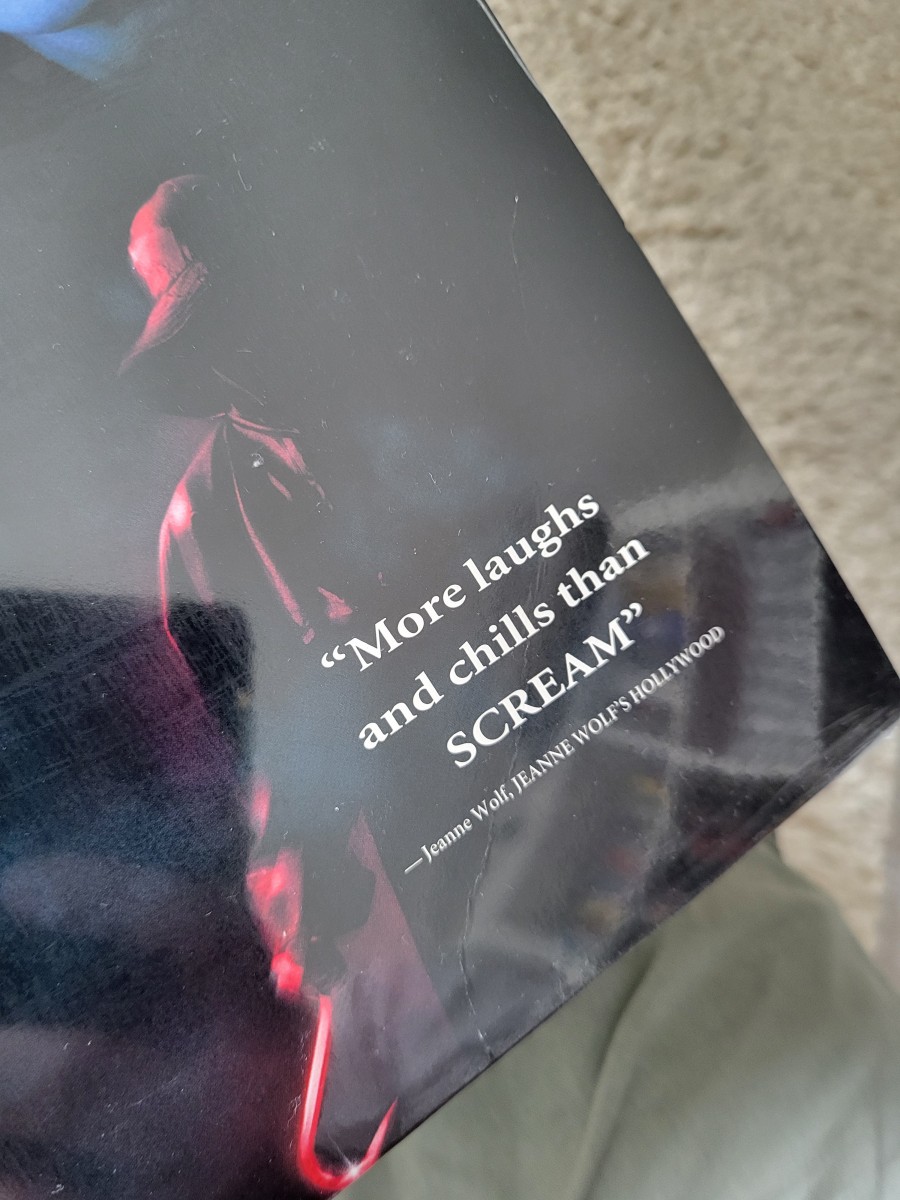 “More laughs
and chills than
SCREAM”
—Jeanne Wolf, JEANNE WOLF'S HOLLYWOOD